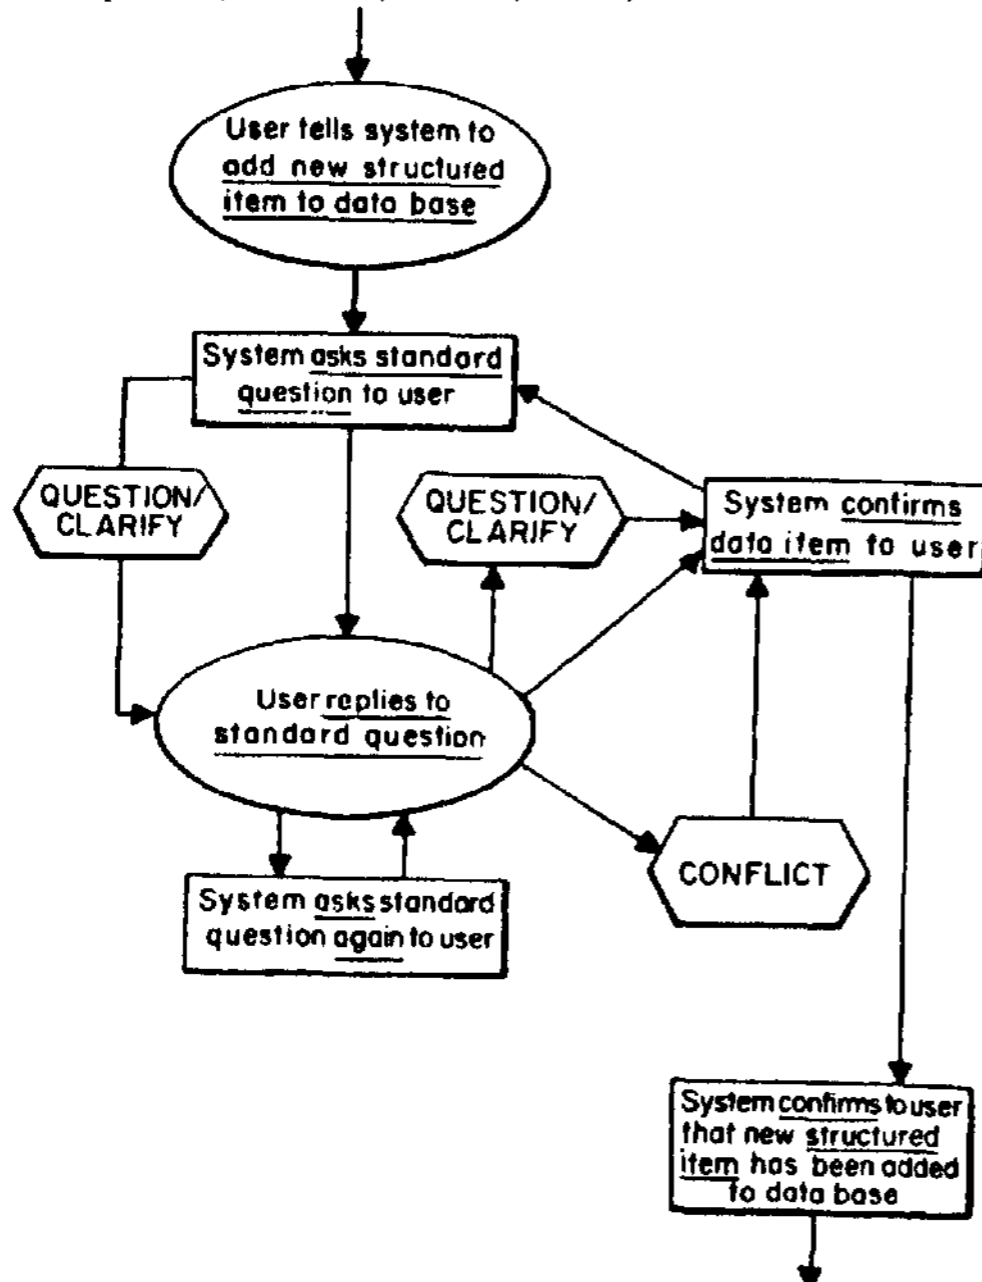 User tells system to
add new structured
item to data base
System asks standard
question to user
QUESTION/
CLARIFY
QUESTION/
CLARIFY
System confirms
data item to user
User replies to
standard question
System asks standard
question again to user
CONFLICT
System confirms to user
that new structured
item has been added
to data base